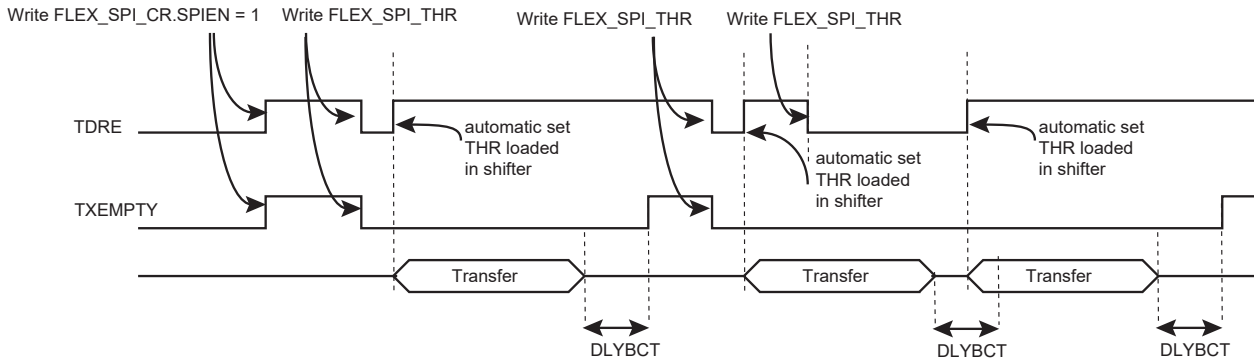 Write FLEX_SPI_CR.SPIEN = 1
Write FLEX_SPI_THR
Write FLEX_SPI_THR
Write FLEX_SPI_THR
TDRE
automatic set
THR loaded
in shifter
automatic set
THR loaded
in shifter
automatic set
THR loaded
in shifter
TXEMPTY
Transfer
Transfer
Transfer
DLYBCT
DLYBCT
DLYBCT